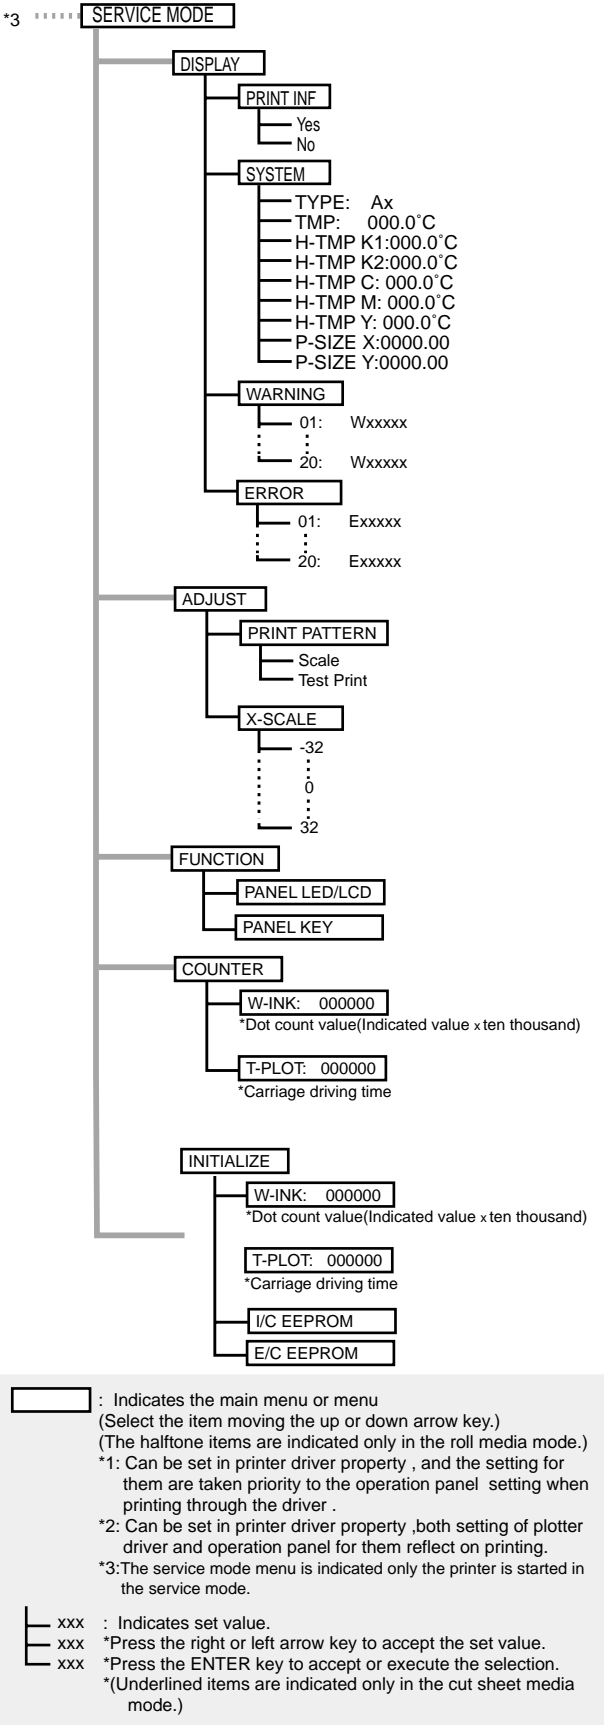 *3 SERVICE MODE
DISPLAY
PRINT INF
Yes
No
SYSTEM
TYPE: Ax
TMP: 000.0˚C
H-TMP K1:000.0˚C
H-TMP K2:000.0˚C
H-TMP C: 000.0˚C
H-TMP M: 000.0˚C
H-TMP Y: 000.0˚C
P-SIZE X:0000.00
P-SIZE Y:0000.00
WARNING
01: Wxxxxx
20: Wxxxxx
ERROR
01: Exxxxx
20: Exxxxx
ADJUST
PRINT PATTERN
Scale
Test Print
X-SCALE
-32
0
32
FUNCTION
PANEL LED/LCD
PANEL KEY
COUNTER
W-INK: 000000
*Dot count value(Indicated value x ten thousand)
T-PLOT: 000000
*Carriage driving time
INITIALIZE
W-INK: 000000
*Dot count value(Indicated value x ten thousand)
T-PLOT: 000000
*Carriage driving time
I/C EEPROM
E/C EEPROM
: Indicates the main menu or menu
(Select the item moving the up or down arrow key.)
(The halftone items are indicated only in the roll media mode.)
*1: Can be set in printer driver property , and the setting for
them are taken priority to the operation panel setting when
printing through the driver .
*2: Can be set in printer driver property ,both setting of plotter
driver and operation panel for them reflect on printing.
*3:The service mode menu is indicated only the printer is started in
the service mode.
xxx : Indicates set value.
xxx *Press the right or left arrow key to accept the set value.
xxx *Press the ENTER key to accept or execute the selection.
*(Underlined items are indicated only in the cut sheet media
mode.)